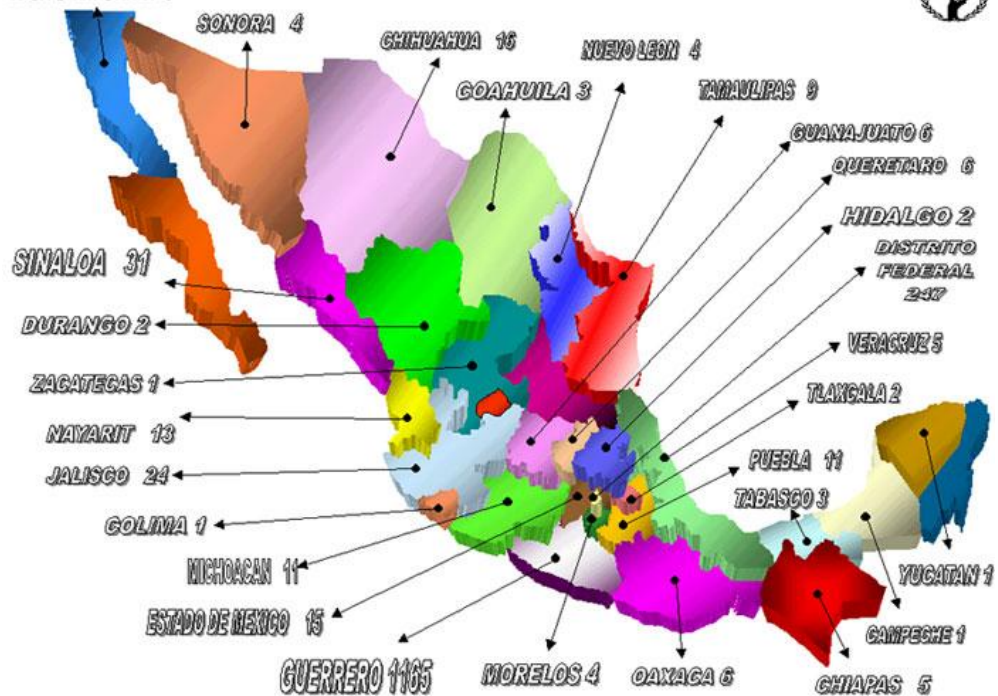 SONORA 4
CHIHUAHUA 16
NUEVO LEON 4
COAHUILA 3
TAMAULIPAS 9
GUANAJUATO 6
QUERETARO 6
HIDALGO 2
DISTRITO
FEDERAL
247
SINALOA 31
DURANGO 2
VERACRUZ 5
ZACATECAS 1
TLAXCALA 2
NAYARIT 13
PUEBLA 11
JALISCO 24
TABASCO 3
COLIMA 1
MICHOACAN 11
YUCATAN 1
ESTADO DE MEXICO 15
CAMPECHE 1
GUERRERO 1165
MORELOS 4
OAXACA 6
CHIAPAS 5